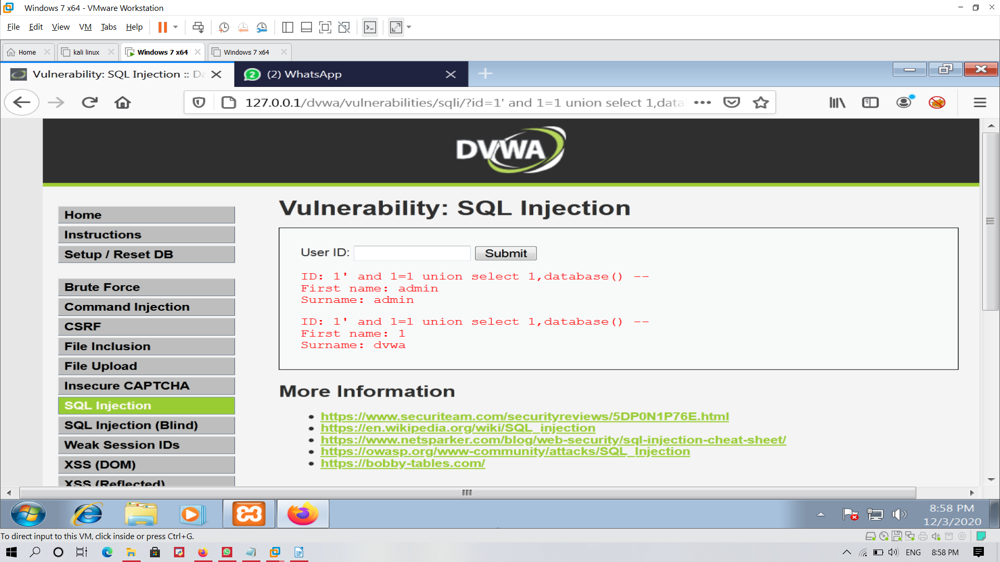 Windows 7 x64 - VMware Workstation
File Edit View VM Tabs Help
Home kali linux Windows 7 x64 Windows 7 x64
Vulnerability: SQL Injection :: Da (2) WhatsApp
127.0.0.1/dvwa/vulnerabilities/sqli/?id=1' and 1=1 union select 1,data
DVWA
Vulnerability: SQL Injection
Home
Instructions
Setup / Reset DB
Brute Force
Command Injection
CSRF
File Inclusion
File Upload
Insecure CAPTCHA
SQL Injection
SQL Injection (Blind)
Weak Session IDs
XSS (DOM)
XSS (Reflected)
User ID: Submit
ID: 1' and 1=1 union select 1,database() --
First name: admin
Surname: admin
ID: 1' and 1=1 union select 1,database() --
First name: 1
Surname: dvwa
More Information
https://www.securiteam.com/securityreviews/5DP0N1P76E.html
https://en.wikipedia.org/wiki/SQL_injection
https://www.netsparker.com/blog/web-security/sql-injection-cheat-sheet/
https://owasp.org/www-community/attacks/SQL_Injection
https://bobby-tables.com/
8:58 PM
12/3/2020
To direct input to this VM, click inside or press Ctrl+G.
ENG 8:58 PM